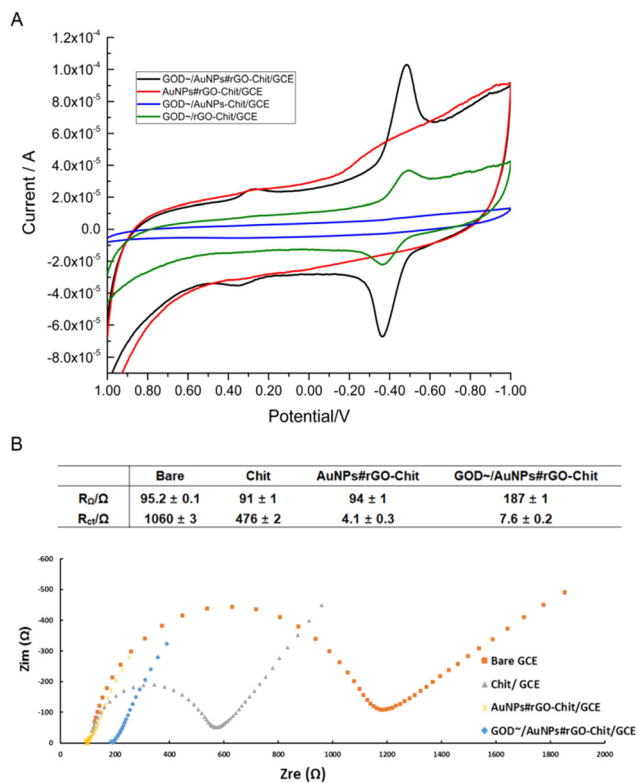 A
1.2x10⁻⁴
1.0x10⁻⁴
8.0x10⁻⁵
6.0x10⁻⁵
4.0x10⁻⁵
2.0x10⁻⁵
0.0
-2.0x10⁻⁵
-4.0x10⁻⁵
-6.0x10⁻⁵
-8.0x10⁻⁵
Current / A
GOD~/AuNPs#rGO-Chit/GCE
AuNPs#rGO-Chit/GCE
GOD~/AuNPs-Chit/GCE
GOD~/rGO-Chit/GCE
1.0 0.80 0.60 0.40 0.20 0.00 -0.20 -0.40 -0.60 -0.80 -1.00
Potential/V
B
Bare Chit AuNPs#rGO-Chit GOD~/AuNPs#rGO-Chit
RΩ/Ω 95.2 ± 0.1 91 ± 1 94 ± 1 187 ± 1
Rct/Ω 1060 ± 3 476 ± 2 4.1 ± 0.3 7.6 ± 0.2
-600
-500
-400
-300
-200
-100
0
Zim (Ω)
Bare GCE
Chit/ GCE
AuNPs#rGO-Chit/GCE
GOD~/AuNPs#rGO-Chit/GCE
0 200 400 600 800 1000 1200 1400 1600 1800 2000
Zre (Ω)